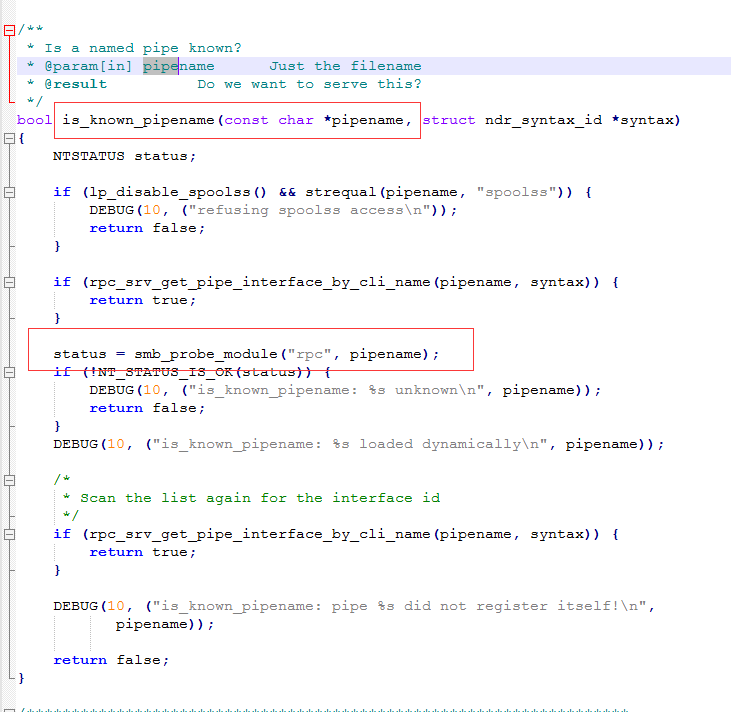 /**
 * Is a named pipe known?
 * @param[in] pipename      Just the filename
 * @result          Do we want to serve this?
 */
bool is_known_pipename(const char *pipename, struct ndr_syntax_id *syntax)
{
    NTSTATUS status;
    if (lp_disable_spoolss() && strequal(pipename, "spoolss")) {
        DEBUG(10, ("refusing spoolss access\n"));
        return false;
    }
    if (rpc_srv_get_pipe_interface_by_cli_name(pipename, syntax)) {
        return true;
    }
    status = smb_probe_module("rpc", pipename);
    if (!NT_STATUS_IS_OK(status)) {
        DEBUG(10, ("is_known_pipename: %s unknown\n", pipename));
        return false;
    }
    DEBUG(10, ("is_known_pipename: %s loaded dynamically\n", pipename));
    /*
     * Scan the list again for the interface id
     */
    if (rpc_srv_get_pipe_interface_by_cli_name(pipename, syntax)) {
        return true;
    }
    DEBUG(10, ("is_known_pipename: pipe %s did not register itself!\n",
           pipename));
    return false;
}